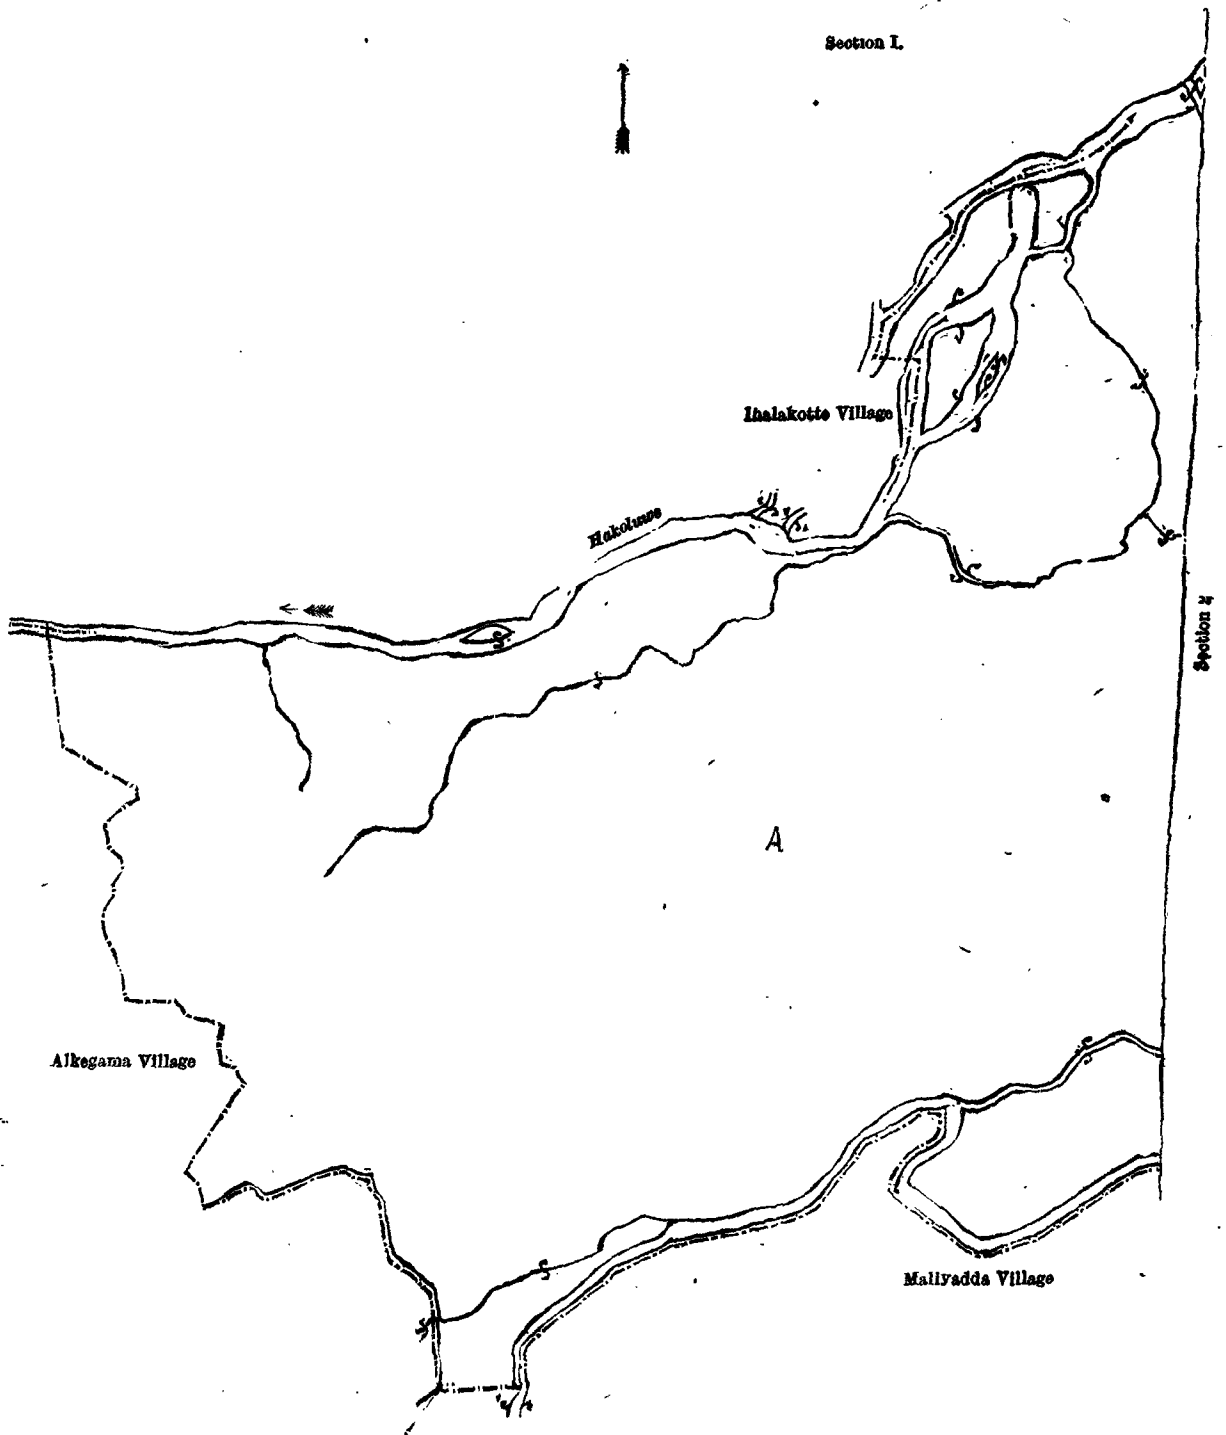 Section I.
Ihalakotte Village
Hakoluwe
Section 2
A
Alkegama Village
Maliyadda Village